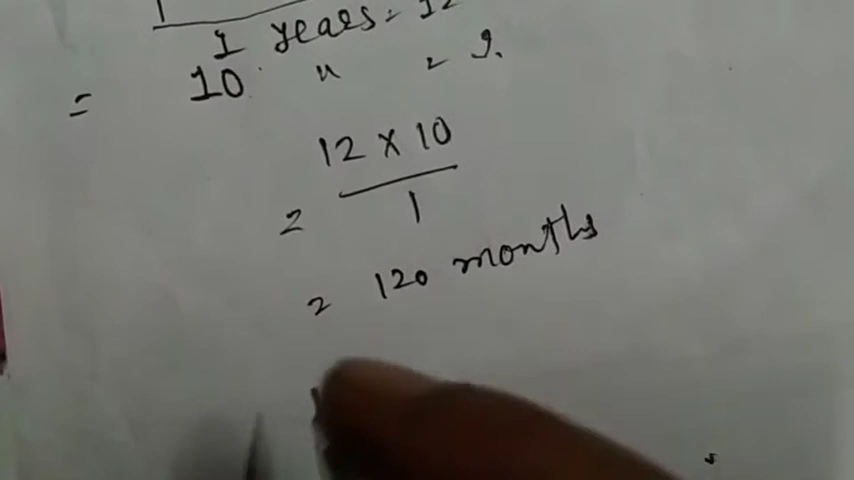 1 years = 12
= 10 " = ?
12 × 10
1
=
= 120 months